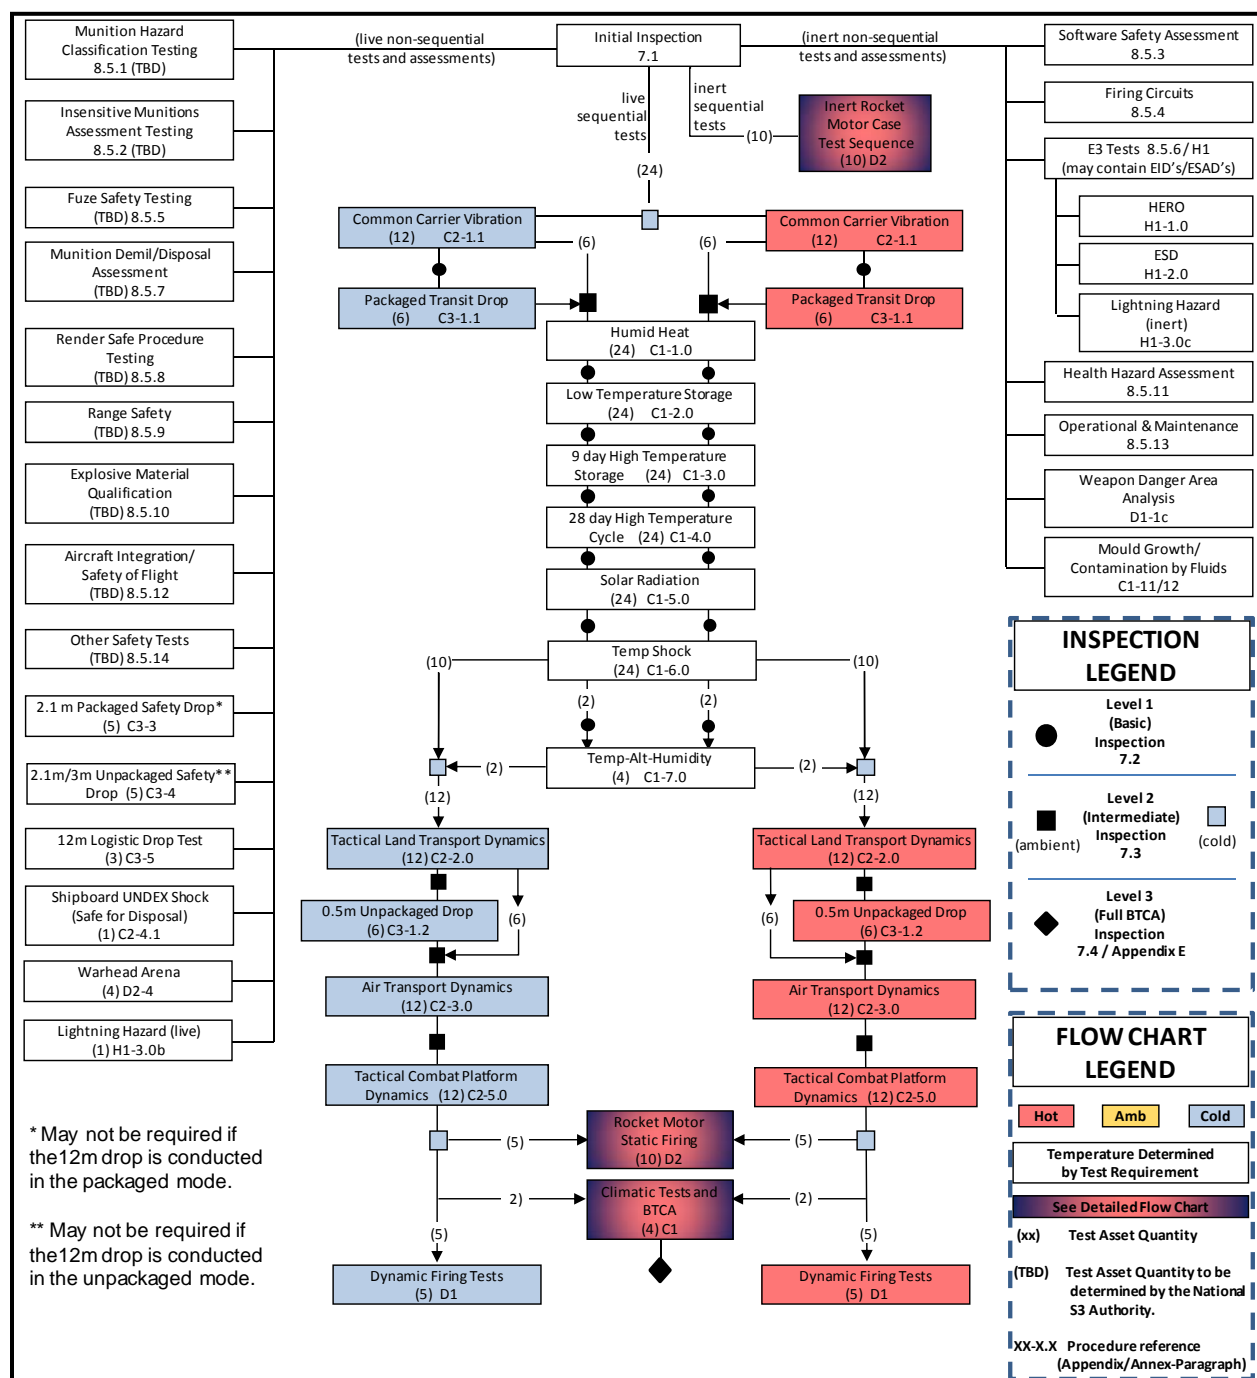 Munition Hazard
Classification Testing
8.5.1 (TBD)
Insensitive Munitions
Assessment Testing
8.5.2 (TBD)
Fuze Safety Testing
(TBD) 8.5.5
Munition Demil/Disposal
Assessment
(TBD) 8.5.7
Render Safe Procedure
Testing
(TBD) 8.5.8
Range Safety
(TBD) 8.5.9
Explosive Material
Qualification
(TBD) 8.5.10
Aircraft Integration/
Safety of Flight
(TBD) 8.5.12
Other Safety Tests
(TBD) 8.5.14
2.1 m Packaged Safety Drop*
(5) C3-3
2.1m/3m Unpackaged Safety**
Drop (5) C3-4
12m Logistic Drop Test
(3) C3-5
Shipboard UNDEX Shock
(Safe for Disposal)
(1) C2-4.1
Warhead Arena
(4) D2-4
Lightning Hazard (live)
(1) H1-3.0b
* May not be required if
the12m drop is conducted
in the packaged mode.
** May not be required if
the12m drop is conducted
in the unpackaged mode.
(live non-sequential
tests and assessments)
Initial Inspection
7.1
(inert non-sequential
tests and assessments)
live
sequential
tests
inert
sequential
tests
(10)
Inert Rocket
Motor Case
Test Sequence
(10) D2
(24)
Common Carrier Vibration
(12) C2-1.1
(6)
(6)
Common Carrier Vibration
(12) C2-1.1
Packaged Transit Drop
(6) C3-1.1
Packaged Transit Drop
(6) C3-1.1
Humid Heat
(24) C1-1.0
Low Temperature Storage
(24) C1-2.0
9 day High Temperature
Storage (24) C1-3.0
28 day High Temperature
Cycle (24) C1-4.0
Solar Radiation
(24) C1-5.0
Temp Shock
(24) C1-6.0
(10)
(10)
(2)
(2)
Temp-Alt-Humidity
(4) C1-7.0
(2)
(2)
(12)
(12)
Tactical Land Transport Dynamics
(12) C2-2.0
Tactical Land Transport Dynamics
(12) C2-2.0
0.5m Unpackaged Drop
(6) C3-1.2
(6)
(6)
0.5m Unpackaged Drop
(6) C3-1.2
Air Transport Dynamics
(12) C2-3.0
Air Transport Dynamics
(12) C2-3.0
Tactical Combat Platform
Dynamics (12) C2-5.0
Tactical Combat Platform
Dynamics (12) C2-5.0
(5)
Rocket Motor
Static Firing
(10) D2
(5)
2)
Climatic Tests and
BTCA
(4) C1
(2)
(5)
(5)
Dynamic Firing Tests
(5) D1
Dynamic Firing Tests
(5) D1
Software Safety Assessment
8.5.3
Firing Circuits
8.5.4
E3 Tests 8.5.6/ H1
(may contain EID's/ESAD's)
HERO
H1-1.0
ESD
H1-2.0
Lightning Hazard
(inert)
H1-3.0c
Health Hazard Assessment
8.5.11
Operational & Maintenance
8.5.13
Weapon Danger Area
Analysis
D1-1c
Mould Growth/
Contamination by Fluids
C1-11/12
INSPECTION
LEGEND
Level 1
(Basic)
Inspection
7.2
Level 2
(Intermediate)
Inspection
7.3
(ambient)
(cold)
Level 3
(Full BTCA)
Inspection
7.4 / Appendix E
FLOW CHART
LEGEND
Hot Amb Cold
Temperature Determined
by Test Requirement
See Detailed Flow Chart
(xx) Test Asset Quantity
(TBD) Test Asset Quantity to be
determined by the National
S3 Authority.
XX-X.X Procedure reference
(Appendix/Annex-Paragraph)